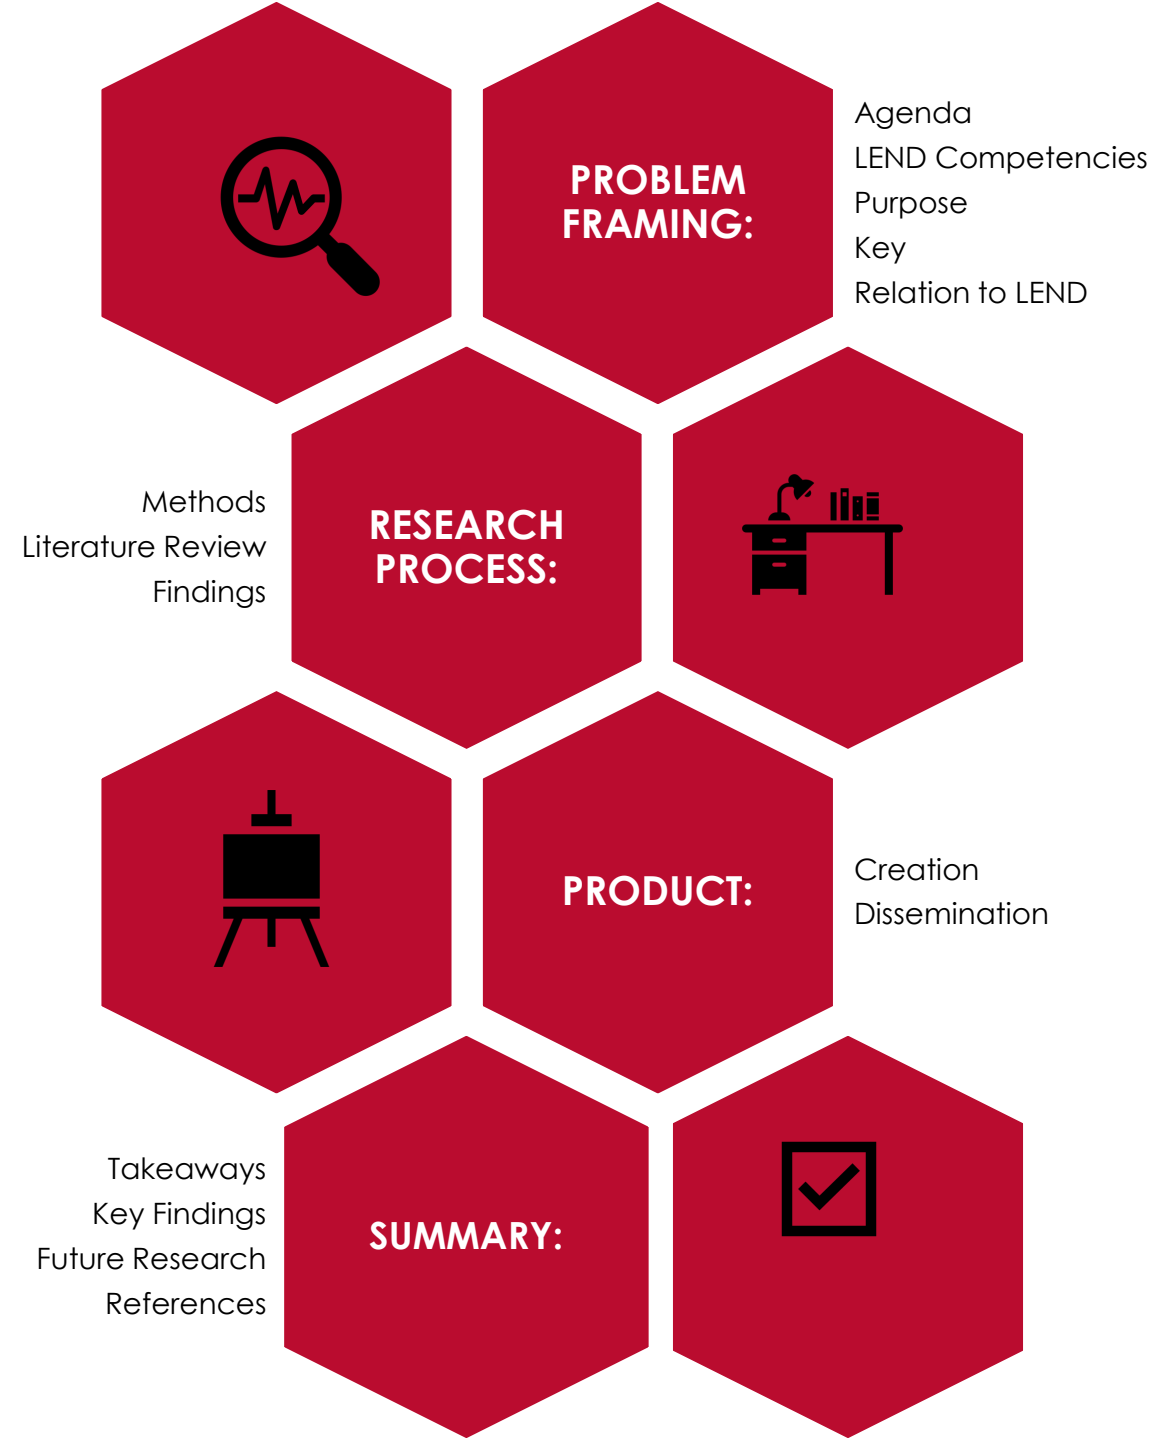 PROBLEM
FRAMING:
Agenda
LEND Competencies
Purpose
Key
Relation to LEND
RESEARCH
PROCESS:
Methods
Literature Review
Findings
PRODUCT:
Creation
Dissemination
SUMMARY:
Takeaways
Key Findings
Future Research
References